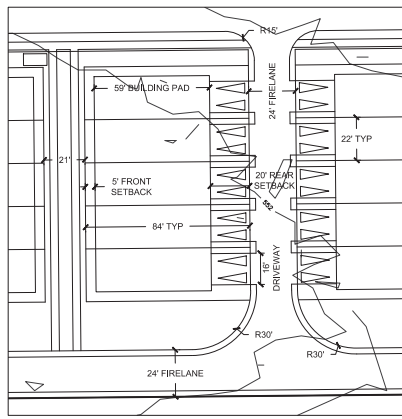 R15'
59' BUILDING PAD
24' FIRELANE
22' TYP
21'
5' FRONT
SETBACK
20' REAR
SETBACK
552
84' TYP
16'
DRIVEWAY
R30'
R30'
24' FIRELANE